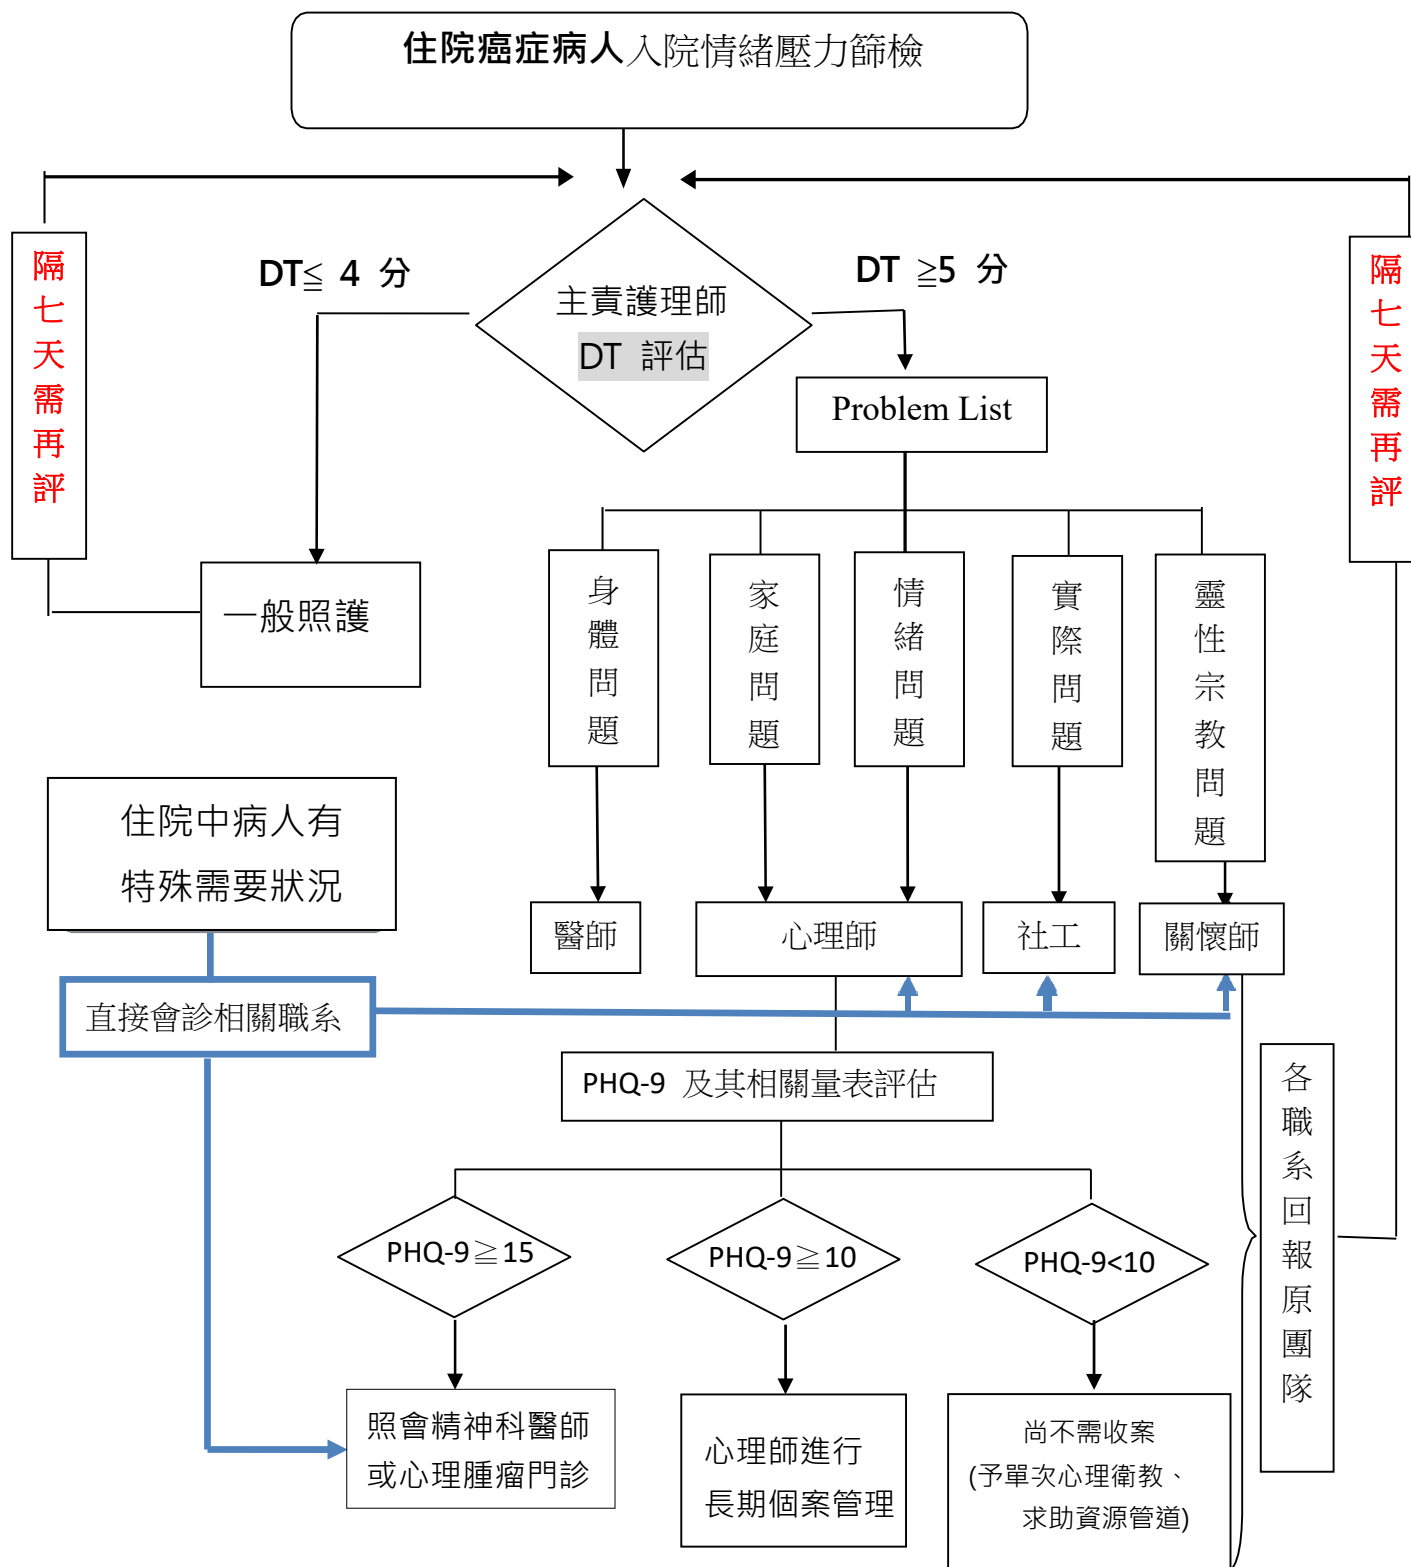 住院癌症病人入院情緒壓力篩檢
隔七天需再評
DT≦ 4 分
主責護理師
DT 評估
DT ≧5 分
隔七天需再評
Problem List
一般照護
身體問題
家庭問題
情緒問題
實際問題
靈性宗教問題
住院中病人有
特殊需要狀況
醫師
心理師
社工
關懷師
直接會診相關職系
PHQ-9 及其相關量表評估
各職系回報原團隊
PHQ-9≧15
PHQ-9≧10
PHQ-9<10
照會精神科醫師
或心理腫瘤門診
心理師進行
長期個案管理
尚不需收案
(予單次心理衛教、
求助資源管道)